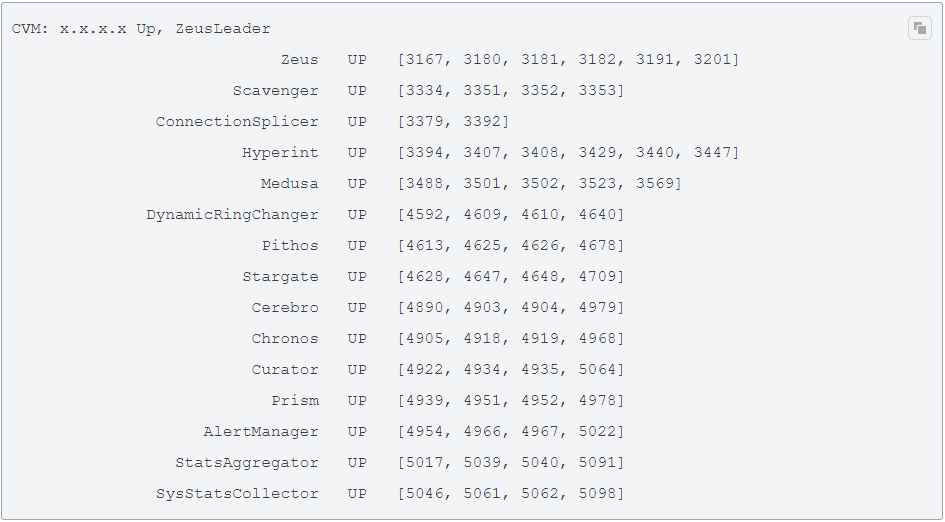 CVM: x.x.x.x Up, ZeusLeader
Zeus UP [3167, 3180, 3181, 3182, 3191, 3201]
Scavenger UP [3334, 3351, 3352, 3353]
ConnectionSplicer UP [3379, 3392]
Hyperint UP [3394, 3407, 3408, 3429, 3440, 3447]
Medusa UP [3488, 3501, 3502, 3523, 3569]
DynamicRingChanger UP [4592, 4609, 4610, 4640]
Pithos UP [4613, 4625, 4626, 4678]
Stargate UP [4628, 4647, 4648, 4709]
Cerebro UP [4890, 4903, 4904, 4979]
Chronos UP [4905, 4918, 4919, 4968]
Curator UP [4922, 4934, 4935, 5064]
Prism UP [4939, 4951, 4952, 4978]
AlertManager UP [4954, 4966, 4967, 5022]
StatsAggregator UP [5017, 5039, 5040, 5091]
SysStatsCollector UP [5046, 5061, 5062, 5098]